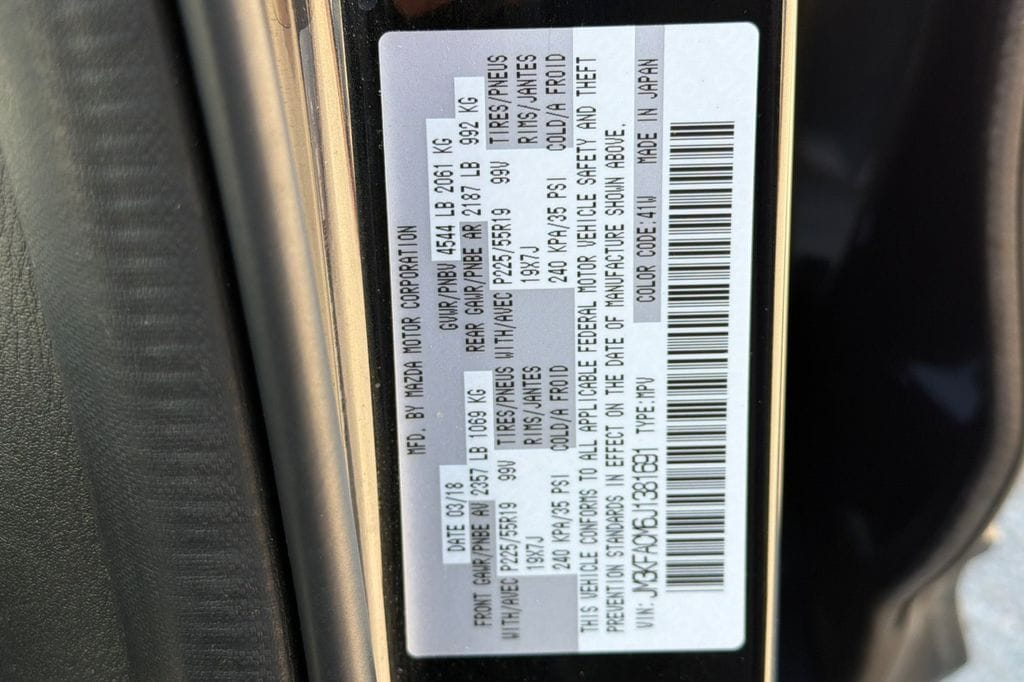 MFD. BY MAZDA MOTOR CORPORATION
DATE 03/18 GVWR/PNBV 4544 LB 2061 KG
FRONT GAWR/PNBE AV 2357 LB 1069 KG REAR GAWR/PNBE AR 2187 LB 992 KG
WITH/AVEC P225/55R19 99V TIRES/PNEUS WITH/AVEC P225/55R19 99V TIRES/PNEUS
19X7J RIMS/JANTES 19X7J RIMS/JANTES
240 KPA/35 PSI COLD/A FROID 240 KPA/35 PSI COLD/A FROID
THIS VEHICLE CONFORMS TO ALL APPLICABLE FEDERAL MOTOR VEHICLE SAFETY AND THEFT
PREVENTION STANDARDS IN EFFECT ON THE DATE OF MANUFACTURE SHOWN ABOVE.
VIN: JM3KFADM6J1381691 TYPE:MPV COLOR CODE 41W MADE IN JAPAN